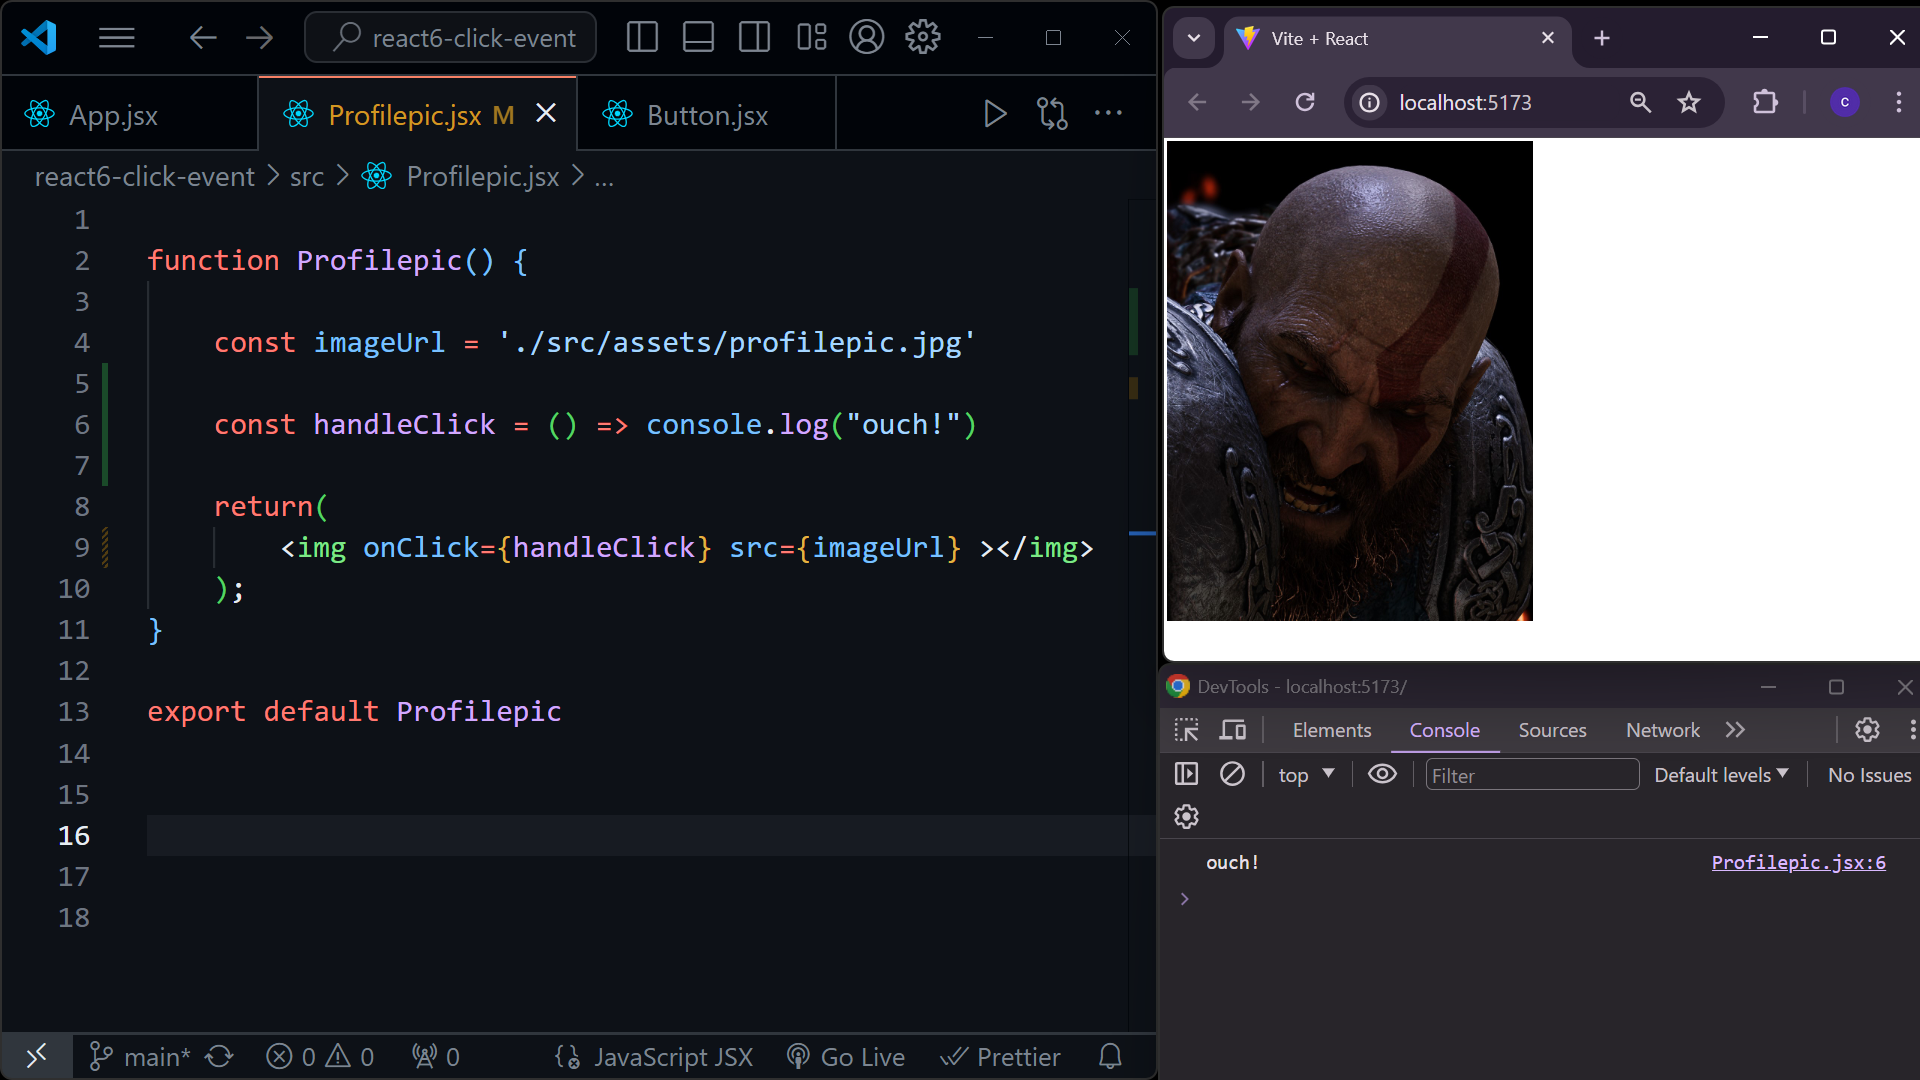 react6-click-event
App.jsx
Profilepic.jsx M
Button.jsx
react6-click-event > src > Profilepic.jsx > ...
1
2 function Profilepic() {
3
4 const imageUrl = './src/assets/profilepic.jpg'
5
6 const handleClick = () => console.log("ouch!")
7
8 return(
9 <img onClick={handleClick} src={imageUrl} ></img>
10 );
11 }
12
13 export default Profilepic
14
15
16
17
18
main* 0 0 0 JavaScript JSX Go Live Prettier
Vite + React
localhost:5173
c
DevTools - localhost:5173/
Elements Console Sources Network
top Filter Default levels No Issues
ouch! Profilepic.jsx:6